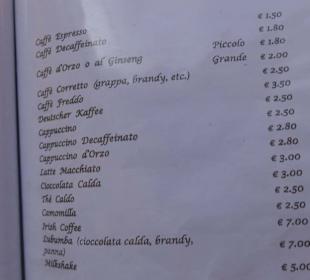 Caffè Espresso € 1.50
Caffè Decaffeinato € 1.80
Caffè d'Orzo o al Ginseng Piccolo € 1.80
Grande € 2.00
Caffè Corretto (grappa, brandy, etc.) € 2.50
Caffè Freddo € 3.50
Deutscher Kaffee € 2.50
Cappuccino € 2.50
Cappuccino Decaffeinato € 2.80
Cappuccino d'Orzo € 2.80
Latte Macchiato € 3.00
Cioccolata Calda € 3.00
Thè Caldo € 2.50
Camomilla € 2.50
Irish Coffee € 7.00
(cioccolata calda, brandy, € 7.00
panna)
Milkshake € 5.00